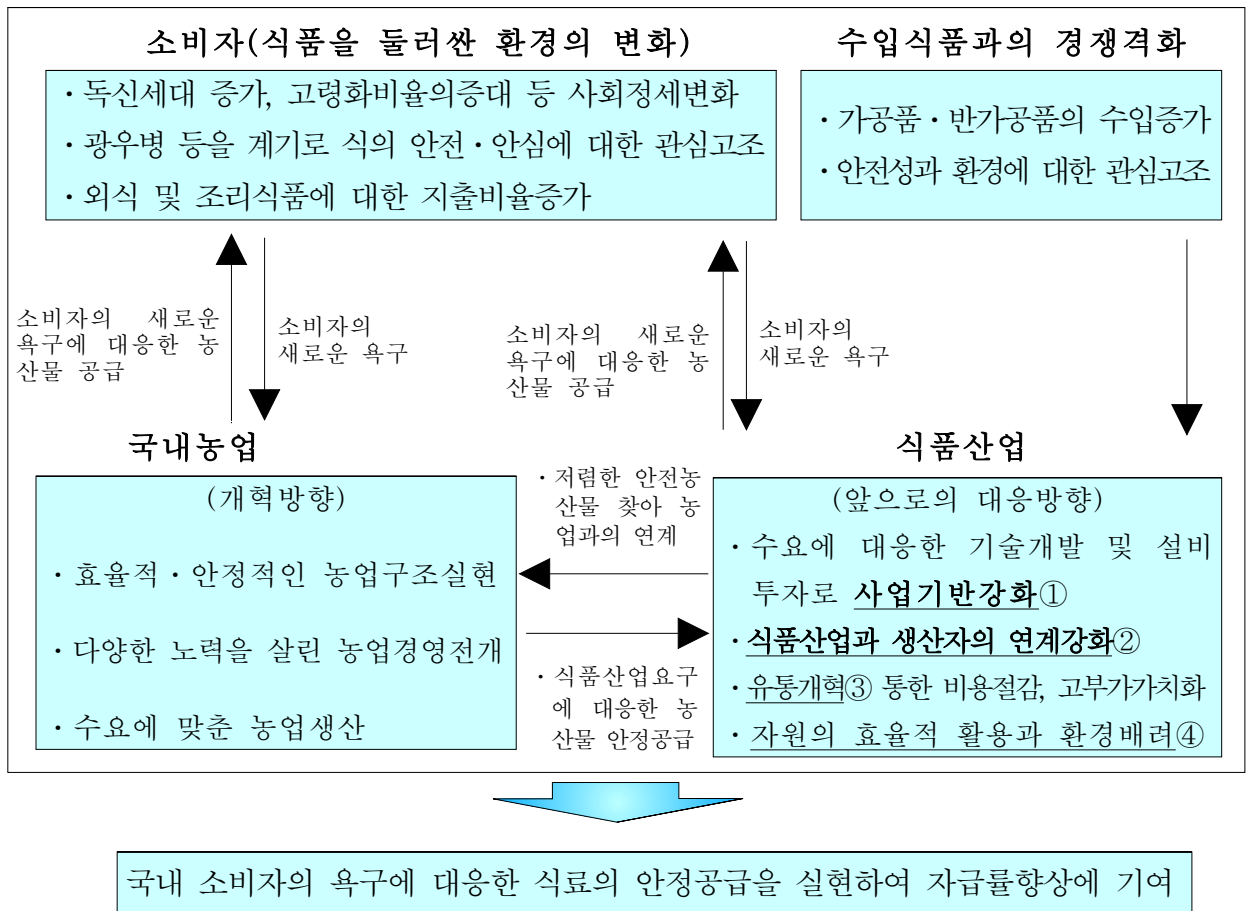 소비자(식품을 둘러싼 환경의 변화)
・독신세대 증가, 고령화비율의증대 등 사회정세변화
・광우병 등을 계기로 식의 안전・안심에 대한 관심고조
・외식 및 조리식품에 대한 지출비율증가
수입식품과의 경쟁격화
・가공품・반가공품의 수입증가
・안전성과 환경에 대한 관심고조
소비자의 새로운
욕구에 대응한 농
산물 공급
소비자의
새로운 욕구
소비자의 새로운
욕구에 대응한 농
산물 공급
소비자의
새로운 욕구
국내농업
(개혁방향)
・효율적・안정적인 농업구조실현
・다양한 노력을 살린 농업경영전개
・수요에 맞춘 농업생산
・저렴한 안전농
산물 찾아 농
업과의 연계
・식품산업요구
에 대응한 농
산물 안정공급
식품산업
(앞으로의 대응방향)
・수요에 대응한 기술개발 및 설비
투자로 사업기반강화①
・식품산업과 생산자의 연계강화②
・유통개혁③ 통한 비용절감, 고부가가치화
・자원의 효율적 활용과 환경배려④
국내 소비자의 욕구에 대응한 식료의 안정공급을 실현하여 자급률향상에 기여